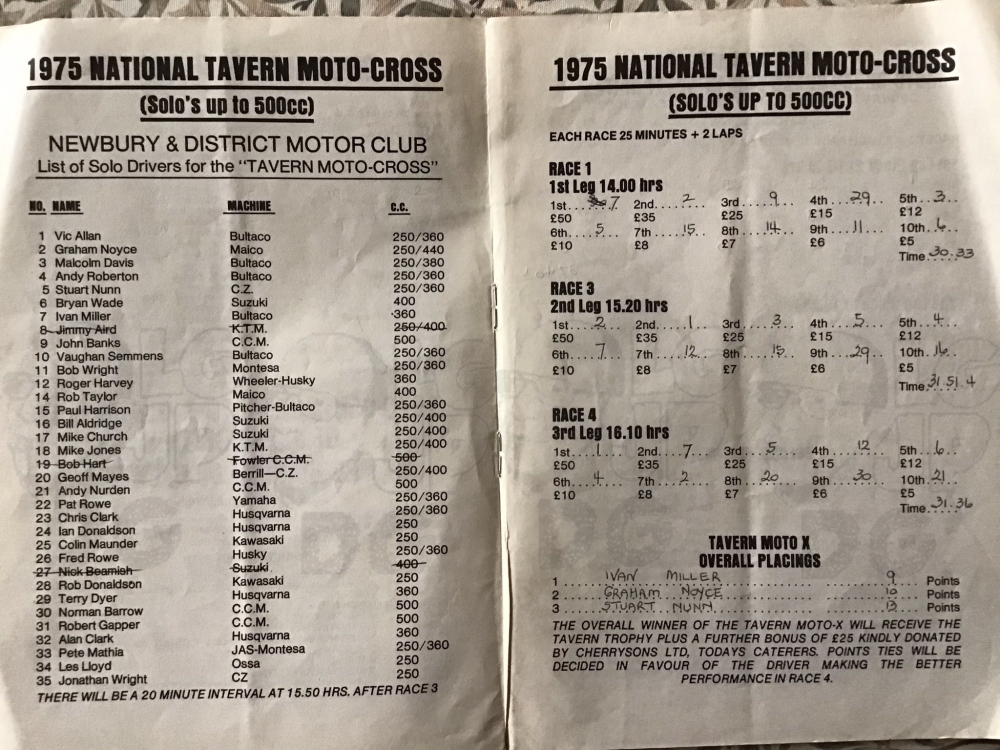 1975 NATIONAL TAVERN MOTO-CROSS
(Solo's up to 500cc)
NEWBURY & DISTRICT MOTOR CLUB
List of Solo Drivers for the "TAVERN MOTO-CROSS"
NO. NAME MACHINE C.C.
1 Vic Allan Bultaco 250/360
2 Graham Noyce Maico 250/440
3 Malcolm Davis Bultaco 250/380
4 Andy Roberton Bultaco 250/360
5 Stuart Nunn C.Z. 250/360
6 Bryan Wade Suzuki 400
7 Ivan Miller Bultaco 360
8 Jimmy Aird K.T.M. 250/400
9 John Banks C.C.M. 500
10 Vaughan Semmens Bultaco 250/360
11 Bob Wright Montesa 250/360
12 Roger Harvey Wheeler-Husky 360
14 Rob Taylor Maico 400
15 Paul Harrison Pitcher-Bultaco 250/360
16 Bill Aldridge Suzuki 250/400
17 Mike Church Suzuki 250/400
18 Mike Jones K.T.M. 250/400
19 Bob Hart Fowler C.C.M. 500
20 Geoff Mayes Berrill—C.Z. 250/400
21 Andy Nurden C.C.M. 500
22 Pat Rowe Yamaha 250/360
23 Chris Clark Husqvarna 250/360
24 Ian Donaldson Husqvarna 250
25 Colin Maunder Kawasaki 250
26 Fred Rowe Husky 250/360
27 Nick Beamish Suzuki 400
28 Rob Donaldson Kawasaki 250
29 Terry Dyer Husqvarna 360
30 Norman Barrow C.C.M. 500
31 Robert Gapper C.C.M. 500
32 Alan Clark Husqvarna 360
33 Pete Mathia JAS-Montesa 250/360
34 Les Lloyd Ossa 250
35 Jonathan Wright CZ 250
THERE WILL BE A 20 MINUTE INTERVAL AT 15.50 HRS. AFTER RACE 3
1975 NATIONAL TAVERN MOTO-CROSS
(SOLO'S UP TO 500CC)
EACH RACE 25 MINUTES + 2 LAPS
RACE 1
1st Leg 14.00 hrs
1st 7 2nd 2 3rd 9 4th 29 5th 3
£50 £35 £25 £15 £12
6th 5 7th 15 8th 14 9th 11 10th 6
£10 £8 £7 £6 £5
Time 30.33
RACE 3
2nd Leg 15.20 hrs
1st 2 2nd 1 3rd 3 4th 5 5th 4
£50 £35 £25 £15 £12
6th 7 7th 12 8th 15 9th 29 10th 16
£10 £8 £7 £6 £5
Time 31.51.4
RACE 4
3rd Leg 16.10 hrs
1st 1 2nd 7 3rd 5 4th 12 5th 6
£50 £35 £25 £15 £12
6th 4 7th 2 8th 20 9th 30 10th 21
£10 £8 £7 £6 £5
Time 31.36
TAVERN MOTO X
OVERALL PLACINGS
1 IVAN MILLER 9 Points
2 GRAHAM NOYCE 10 Points
3 STUART NUNN 13 Points
THE OVERALL WINNER OF THE TAVERN MOTO-X WILL RECEIVE THE
TAVERN TROPHY PLUS A FURTHER BONUS OF £25 KINDLY DONATED
BY CHERRYSONS LTD, TODAYS CATERERS. POINTS TIES WILL BE
DECIDED IN FAVOUR OF THE DRIVER MAKING THE BETTER
PERFORMANCE IN RACE 4.